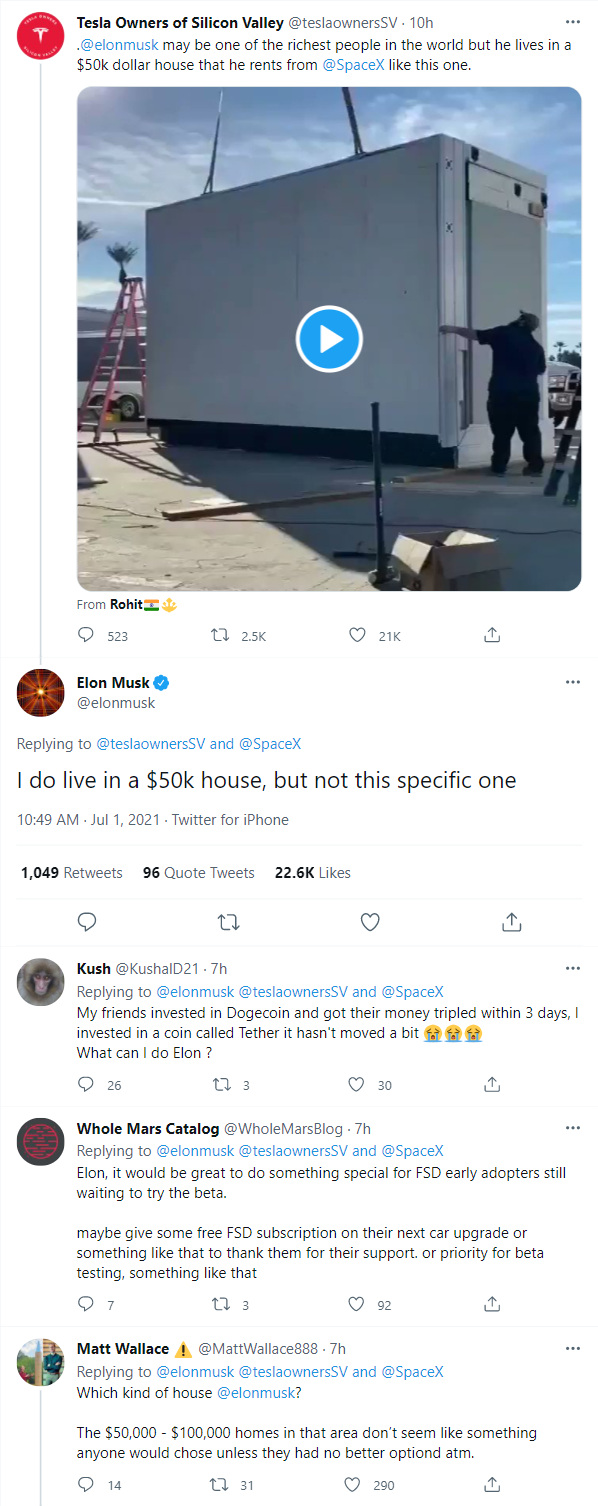 Tesla Owners of Silicon Valley @teslaownersSV · 10h
.@elonmusk may be one of the richest people in the world but he lives in a
$50k dollar house that he rents from @SpaceX like this one.
From Rohit🇮🇳
523 2.5K 21K
Elon Musk
@elonmusk
Replying to @teslaownersSV and @SpaceX
I do live in a $50k house, but not this specific one
10:49 AM · Jul 1, 2021 · Twitter for iPhone
1,049 Retweets 96 Quote Tweets 22.6K Likes
Kush @KushalD21 · 7h
Replying to @elonmusk @teslaownersSV and @SpaceX
My friends invested in Dogecoin and got their money tripled within 3 days, I
invested in a coin called Tether it hasn't moved a bit 😭😭😭
What can I do Elon ?
26 3 30
Whole Mars Catalog @WholeMarsBlog · 7h
Replying to @elonmusk @teslaownersSV and @SpaceX
Elon, it would be great to do something special for FSD early adopters still
waiting to try the beta.
maybe give some free FSD subscription on their next car upgrade or
something like that to thank them for their support. or priority for beta
testing, something like that
7 3 92
Matt Wallace ⚠️ @MattWallace888 · 7h
Replying to @elonmusk @teslaownersSV and @SpaceX
Which kind of house @elonmusk?
The $50,000 - $100,000 homes in that area don't seem like something
anyone would chose unless they had no better optiond atm.
14 31 290